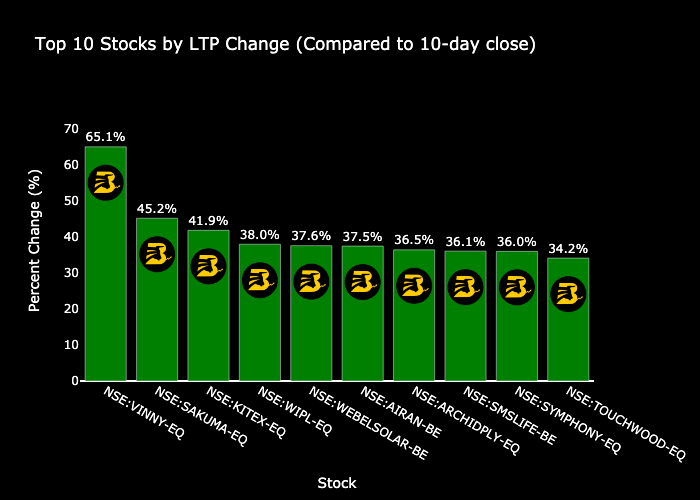 Top 10 Stocks by LTP Change (Compared to 10-day close)
Percent Change (%)
70
60
50
40
30
20
10
0
65.1%
45.2%
41.9%
38.0%
37.6%
37.5%
36.5%
36.1%
36.0%
34.2%
NSE:VINNY-EQ
NSE:SAKUMA-EQ
NSE:KITEX-EQ
NSE:WIPL-EQ
NSE:WEBELSOLAR-BE
NSE:AIRAN-BE
NSE:ARCHIDPLY-EQ
NSE:SMSLIFE-BE
NSE:SYMPHONY-EQ
NSE:TOUCHWOOD-EQ
Stock